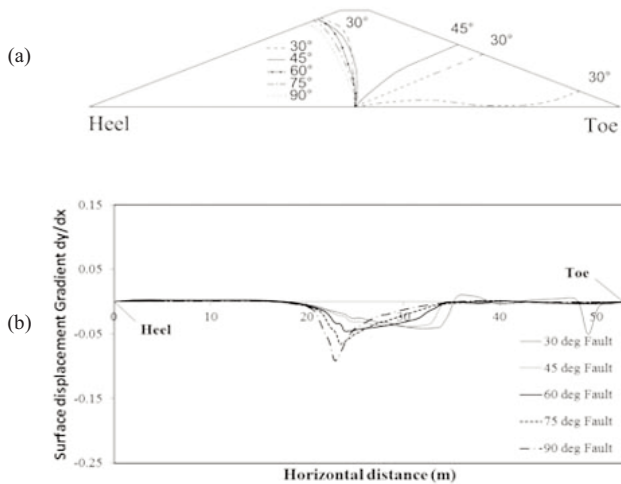 (a)
30°
45°
30°
30°
30°
45°
60°
75°
90°
Heel
Toe
(b)
Surface displacement Gradient dy/dx
0.15
0.05
-0.05
-0.15
-0.25
0
10
20
30
40
50
Heel
Toe
30 deg Fault
45 deg Fault
60 deg Fault
75 deg Fault
90 deg Fault
Horizontal distance (m)